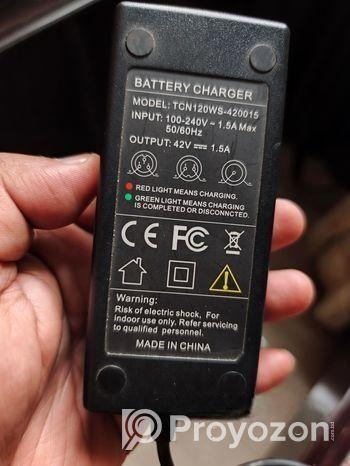 BATTERY CHARGER
MODEL: TCN120WS-420015
INPUT: 100-240V ~ 1.5A Max
50/60Hz
OUTPUT: 42V ⎓ 1.5A
RED LIGHT MEANS CHARGING.
GREEN LIGHT MEANS CHARGING
IS COMPLETED OR DISCONNCTED.
CE FC
Warning:
Risk of electric shock, For
indoor use only. Refer servicing
to qualified personnel.
MADE IN CHINA
Proyozon
.com.bd